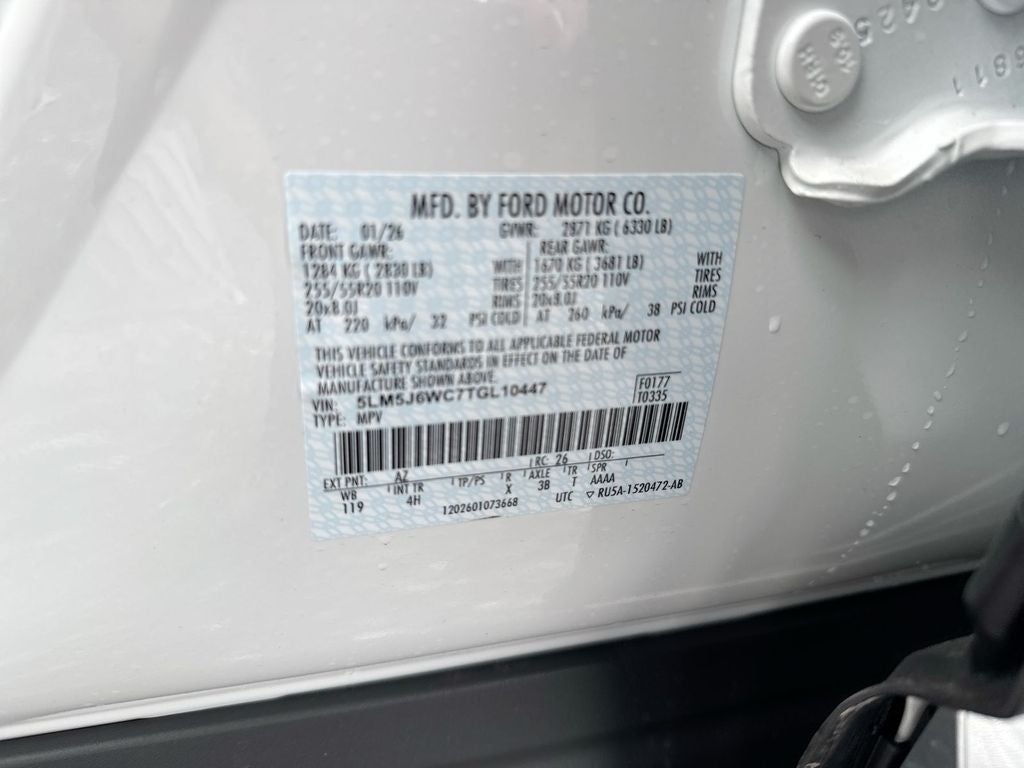 MFD. BY FORD MOTOR CO.
DATE: 01/26 GVWR: 2871 KG ( 6330 LB)
FRONT GAWR: REAR GAWR:
1284 KG ( 2830 LB) WITH 1670 KG ( 3681 LB) WITH
255/55R20 110V TIRES 255/55R20 110V TIRES
20x8.0J RIMS 20x8.0J RIMS
AT 220 kPa/ 32 PSI COLD AT 260 kPa/ 38 PSI COLD
THIS VEHICLE CONFORMS TO ALL APPLICABLE FEDERAL MOTOR
VEHICLE SAFETY STANDARDS IN EFFECT ON THE DATE OF
MANUFACTURE SHOWN ABOVE.
VIN: 5LM5J6WC7TGL10447 F0177
TYPE: MPV T0335
EXT PNT: AZ RC: 26 DSO:
WB INT TR TP/PS R AXLE TR SPR
119 4H X 3B T AAAA
1202601073668 UTC ▽ RU5A-1520472-AB
3811